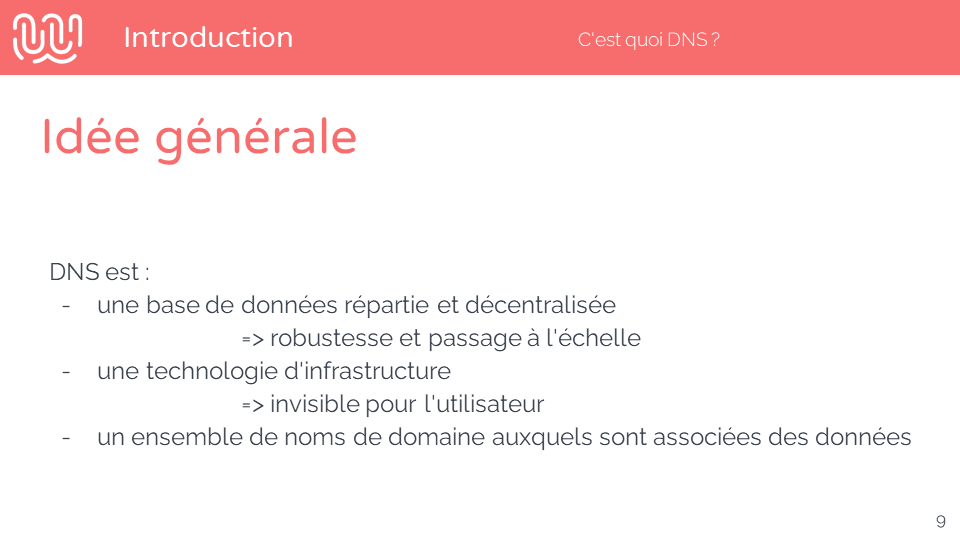 Introduction
C'est quoi DNS ?
Idée générale
DNS est :
- une base de données répartie et décentralisée
=> robustesse et passage à l'échelle
- une technologie d'infrastructure
=> invisible pour l'utilisateur
- un ensemble de noms de domaine auxquels sont associées des données
9